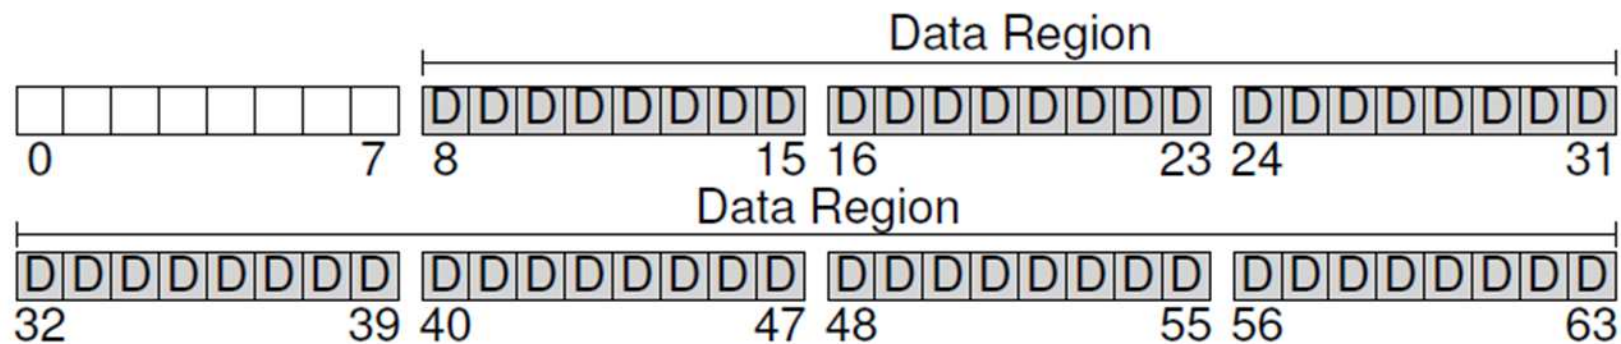 Data Region
D D D D D D D D D D D D D D D D D D D D D D D D
0 7 8 15 16 23 24 31
Data Region
D D D D D D D D D D D D D D D D D D D D D D D D D D D D D D D D
32 39 40 47 48 55 56 63